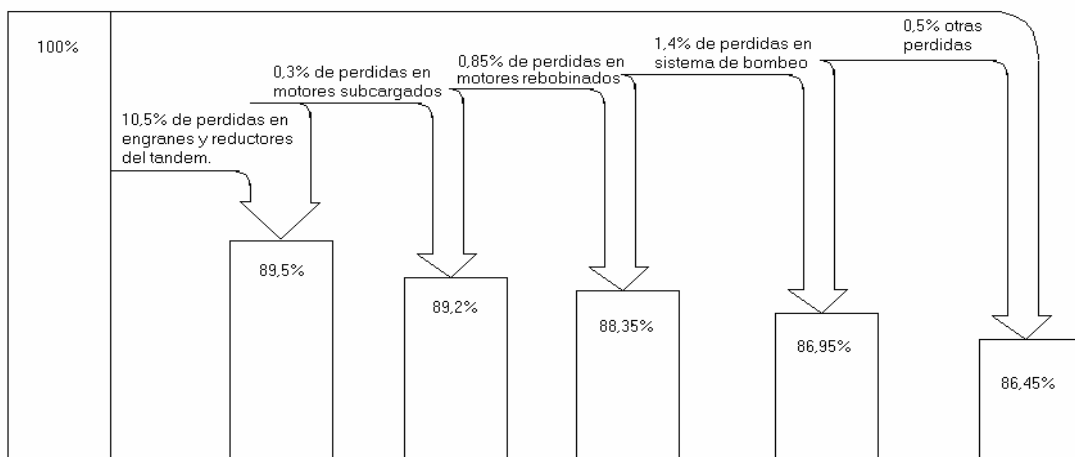 100%
10,5% de perdidas en
engranes y reductores
del tandem.
89,5%
0,3% de perdidas en
motores subcargados
89,2%
0,85% de perdidas en
motores rebobinados
88,35%
1,4% de perdidas en
sistema de bombeo
86,95%
0,5% otras
perdidas
86,45%